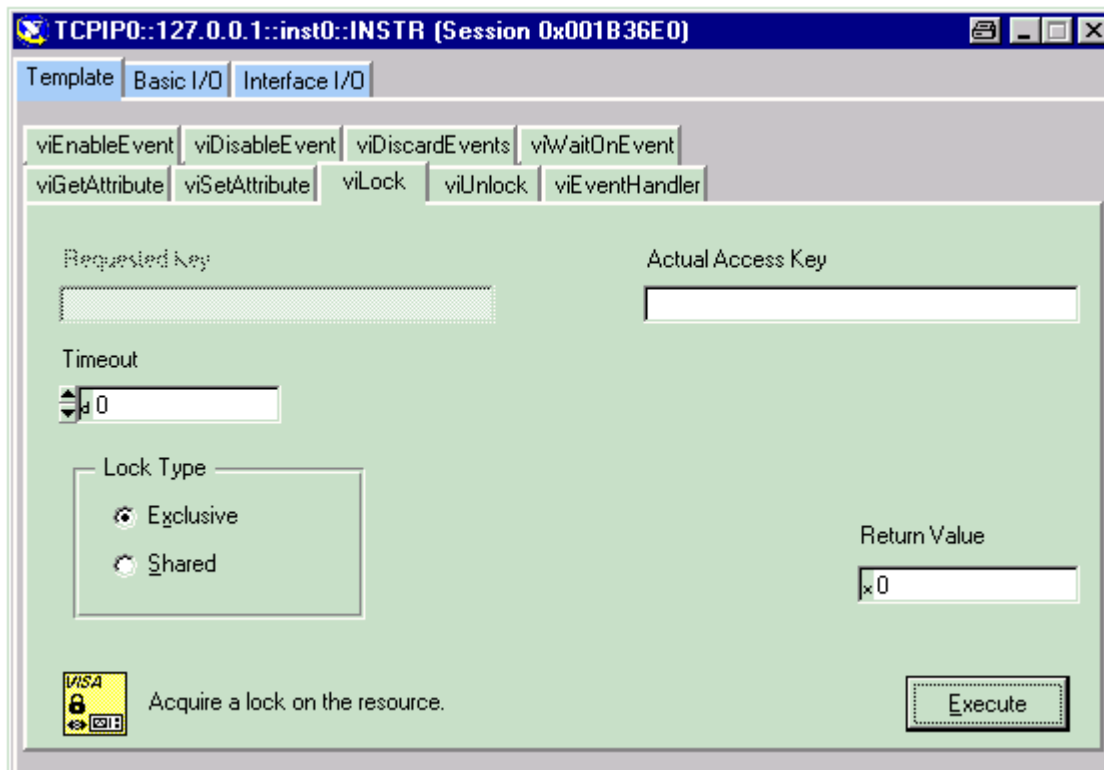 TCPIP0::127.0.0.1::inst0::INSTR (Session 0x001B36E0)
Template Basic I/O Interface I/O
viEnableEvent viDisableEvent viDiscardEvents viWaitOnEvent
viGetAttribute viSetAttribute viLock viUnlock viEventHandler
Requested Key Actual Access Key
Timeout
d 0
Lock Type
Exclusive
Shared
Return Value
x 0
VISA
Acquire a lock on the resource.
Execute